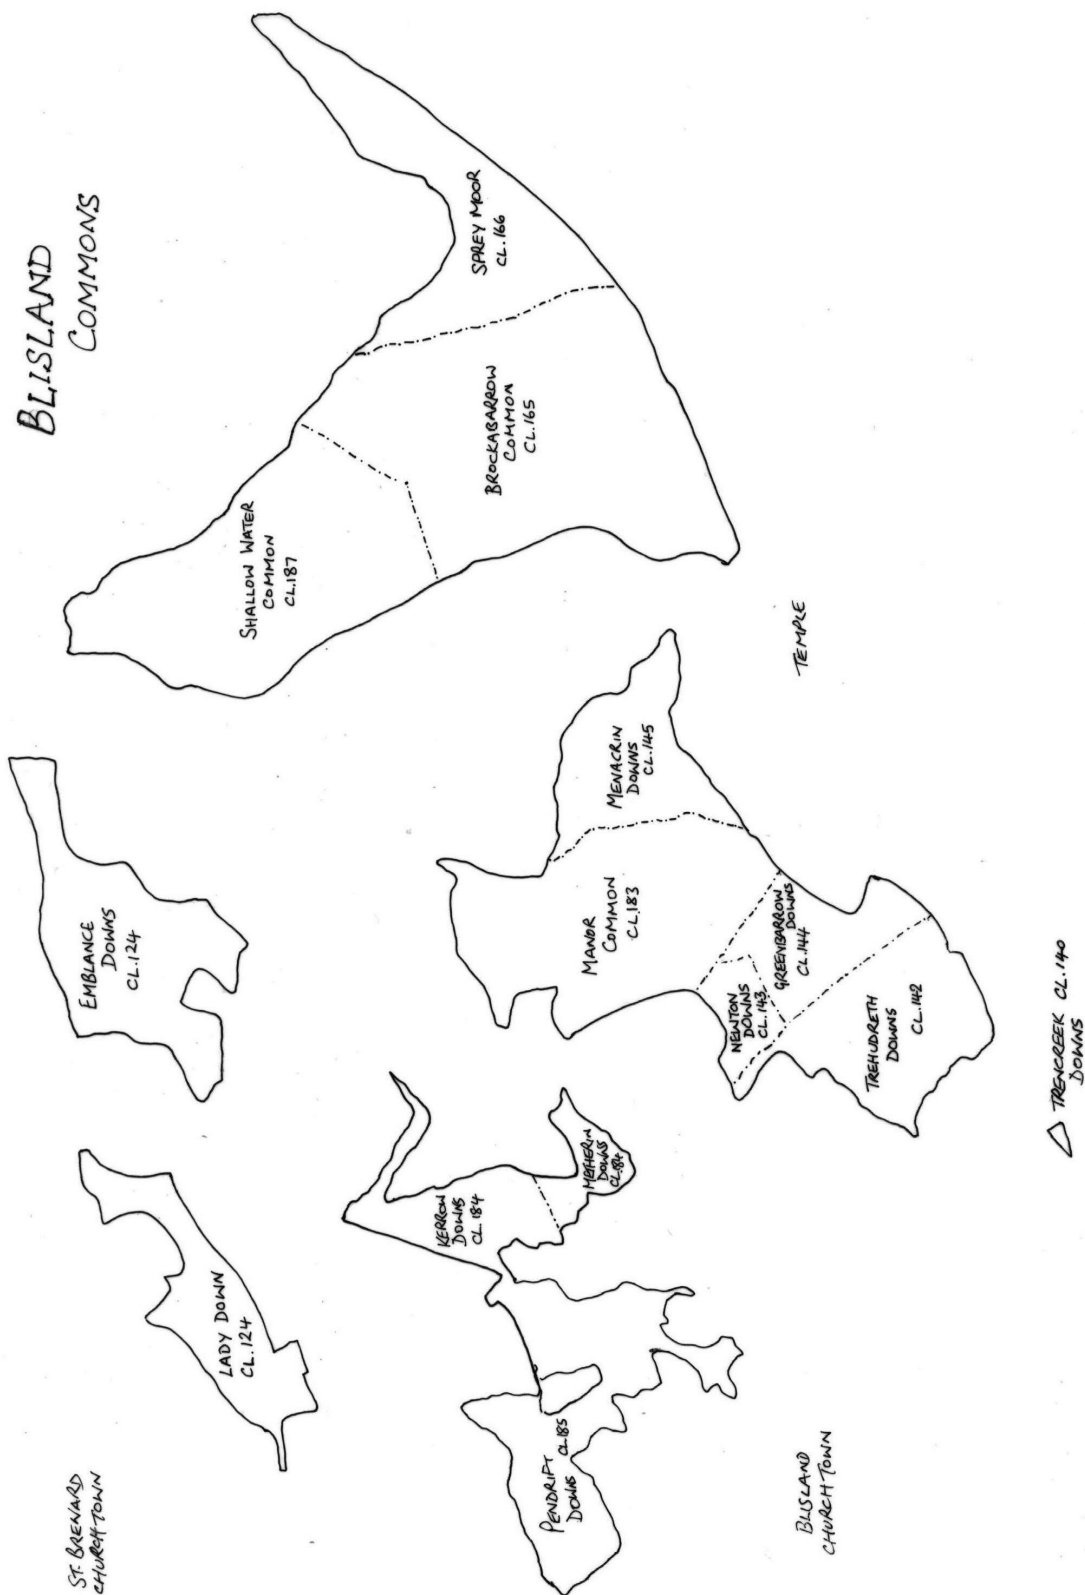 BLISLAND
COMMONS
ST. BREWARD
CHURCHTOWN
LADY DOWN
CL.124
EMBLANCE
DOWNS
CL.124
SHALLOW WATER
COMMON
CL.187
BROCKABARROW
COMMON
CL.165
SPREY MOOR
CL.166
PENDRIFT
DOWNS
CL.185
KERROW
DOWNS
CL.184
DOWNS
CL.184
MANOR
COMMON
CL.183
MENACRIN
DOWNS
CL.145
NEWTON
DOWNS
CL.143
GREENBARROW
DOWNS
CL.144
TREHUDRETH
DOWNS
CL.142
TEMPLE
BLISLAND
CHURCHTOWN
TRENCREEK CL.140
DOWNS